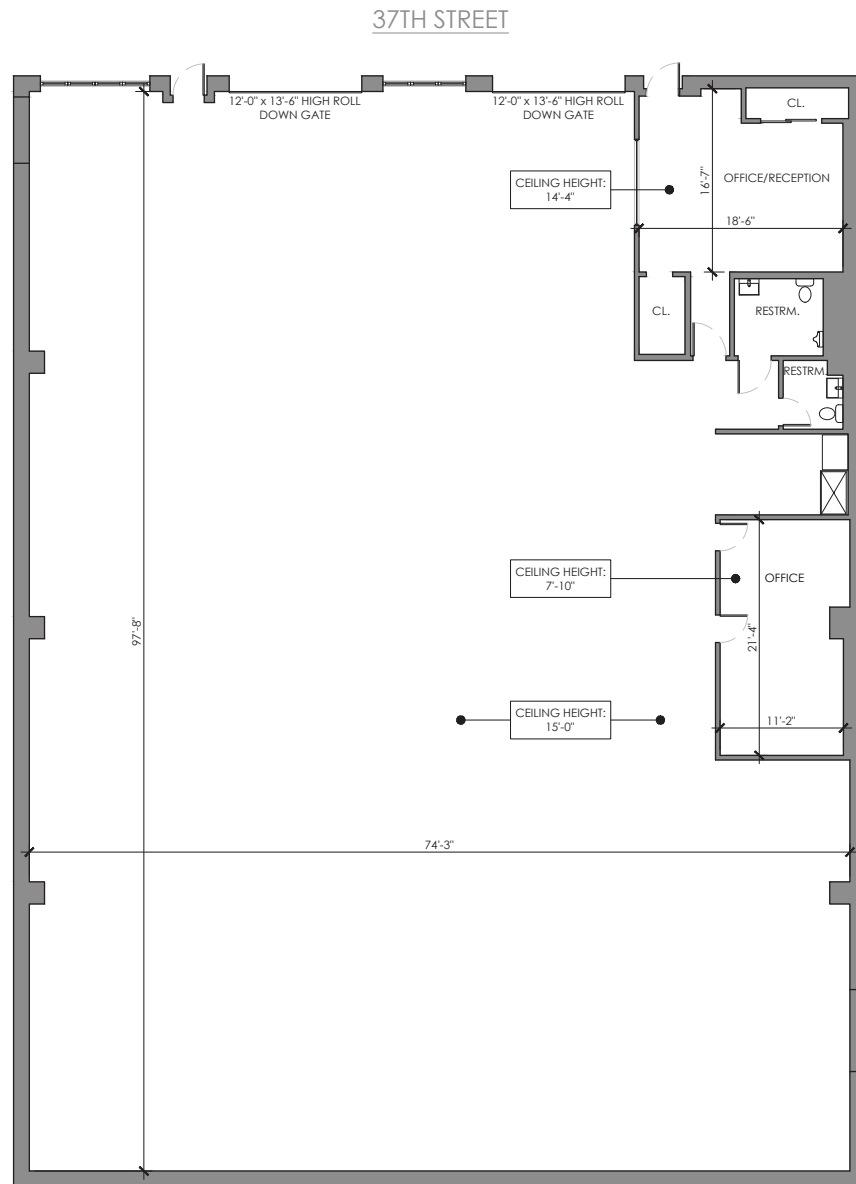 37TH STREET
12'-0" x 13'-6" HIGH ROLL
DOWN GATE
12'-0" x 13'-6" HIGH ROLL
DOWN GATE
CL.
CEILING HEIGHT:
14'-4"
16'-7"
OFFICE/RECEPTION
18'-6"
CL.
RESTRM.
RESTRM.
CEILING HEIGHT:
7'-10"
OFFICE
97'-8"
21'-4"
CEILING HEIGHT:
15'-0"
11'-2"
74'-3"